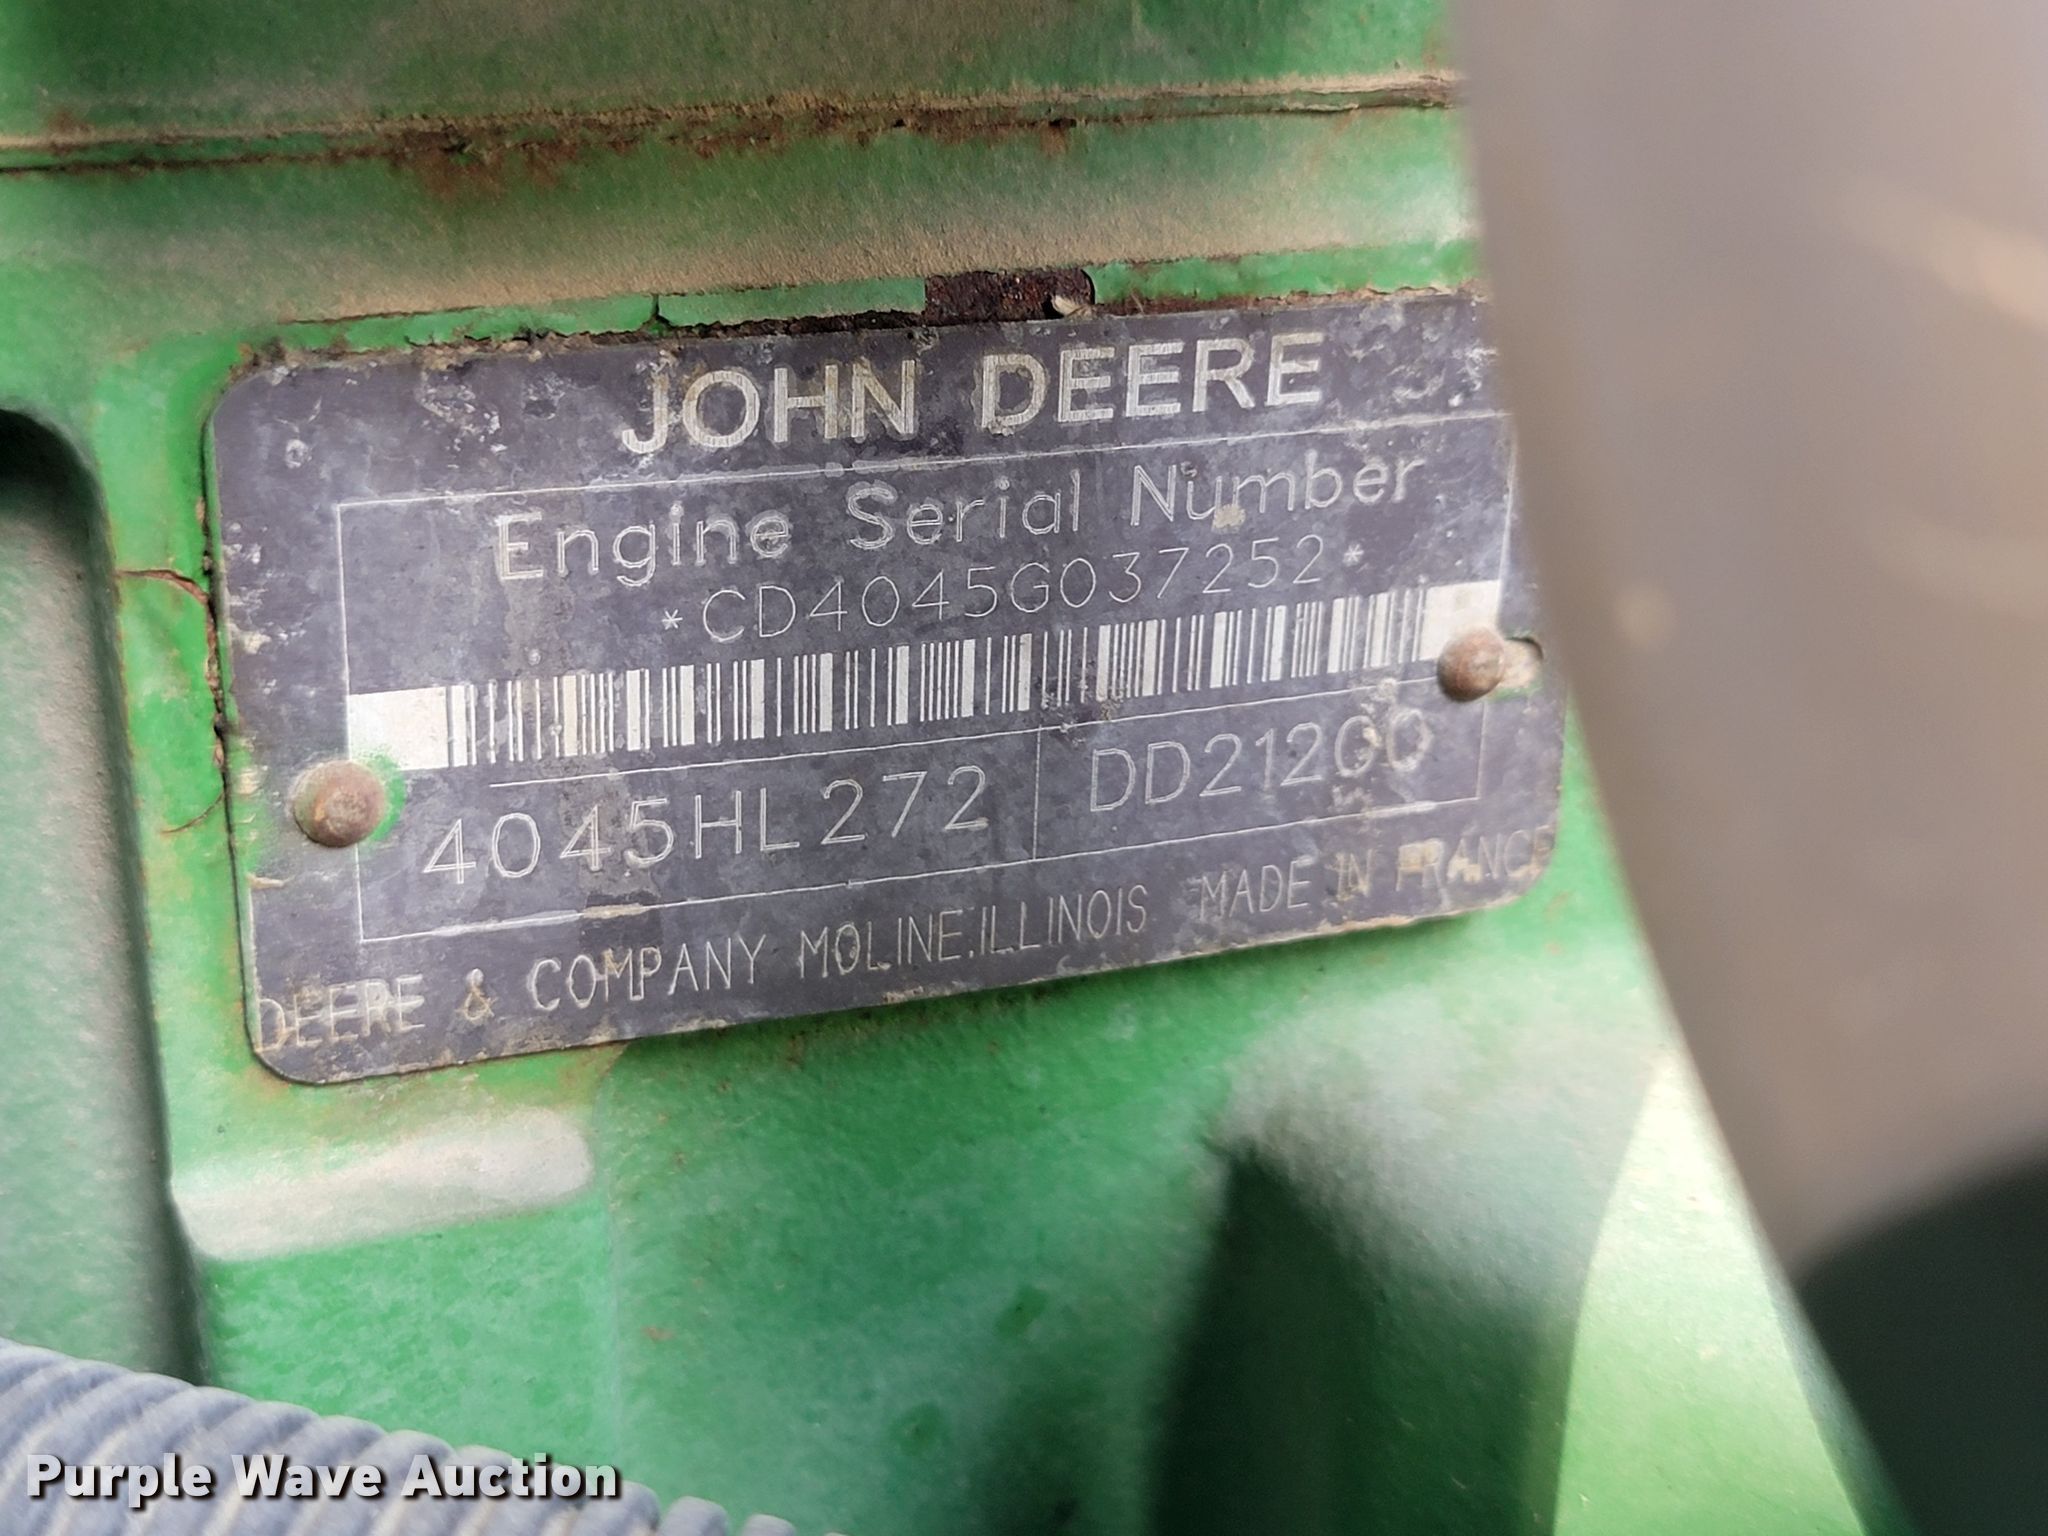 JOHN DEERE
Engine Serial Number
*CD4045G037252*
4045HL272 DD21200
DEERE & COMPANY MOLINE,ILLINOIS MADE IN FRANCE
Purple Wave Auction